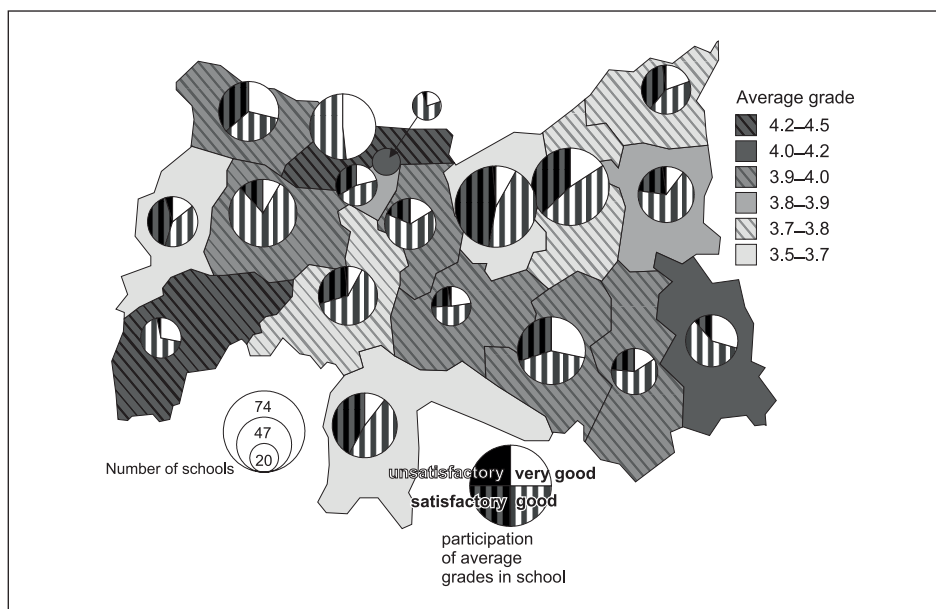 Average grade
4.2–4.5
4.0–4.2
3.9–4.0
3.8–3.9
3.7–3.8
3.5–3.7
74
47
20
Number of schools
unsatisfactory very good
satisfactory good
participation
of average
grades in school